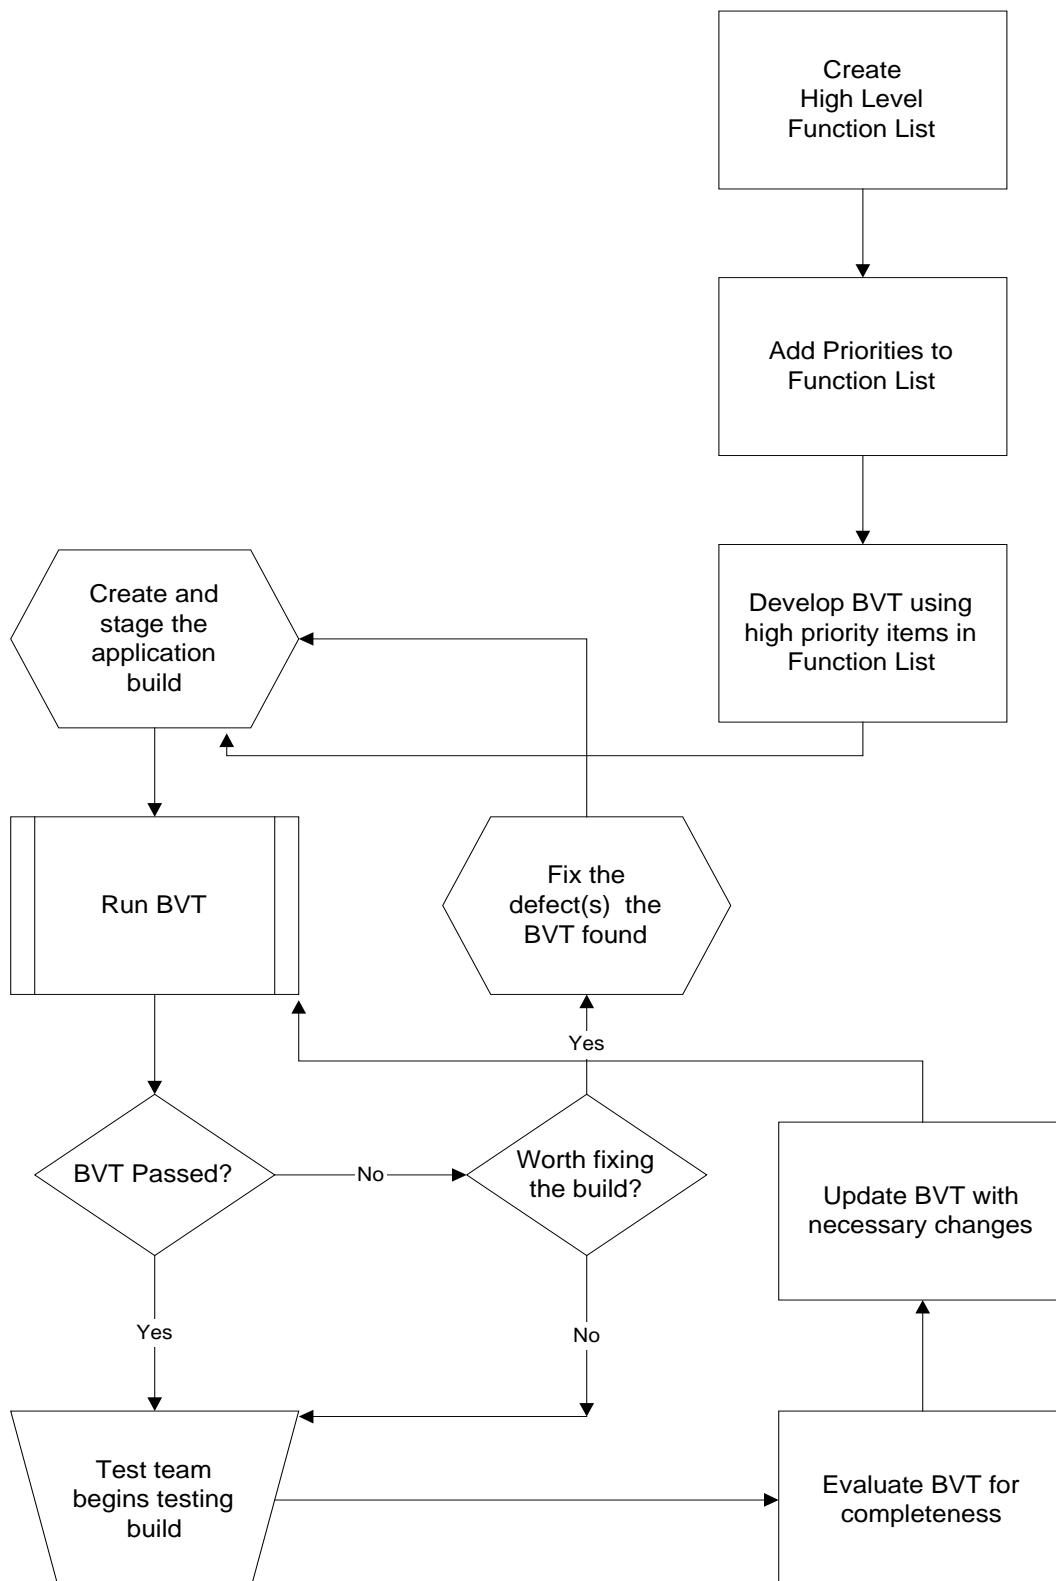 Create
High Level
Function List
Add Priorities to
Function List
Develop BVT using
high priority items in
Function List
Create and
stage the
application
build
Run BVT
Fix the
defect(s)  the
BVT found
Yes
BVT Passed?
No
Worth fixing
the build?
Update BVT with
necessary changes
Yes
No
Test team
begins testing
build
Evaluate BVT for
completeness